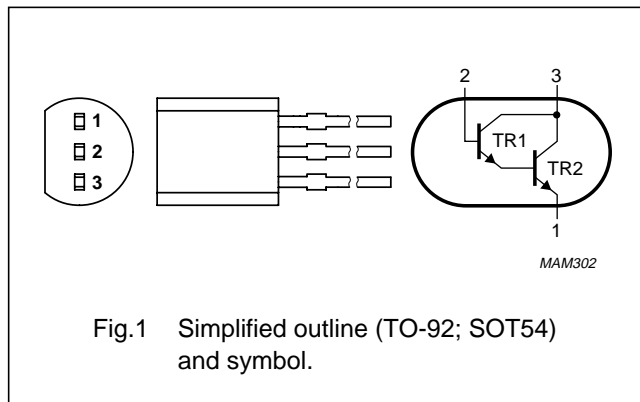 2 3
1
2
3
TR1
TR2
1
MAM302
Fig.1 Simplified outline (TO-92; SOT54)
and symbol.